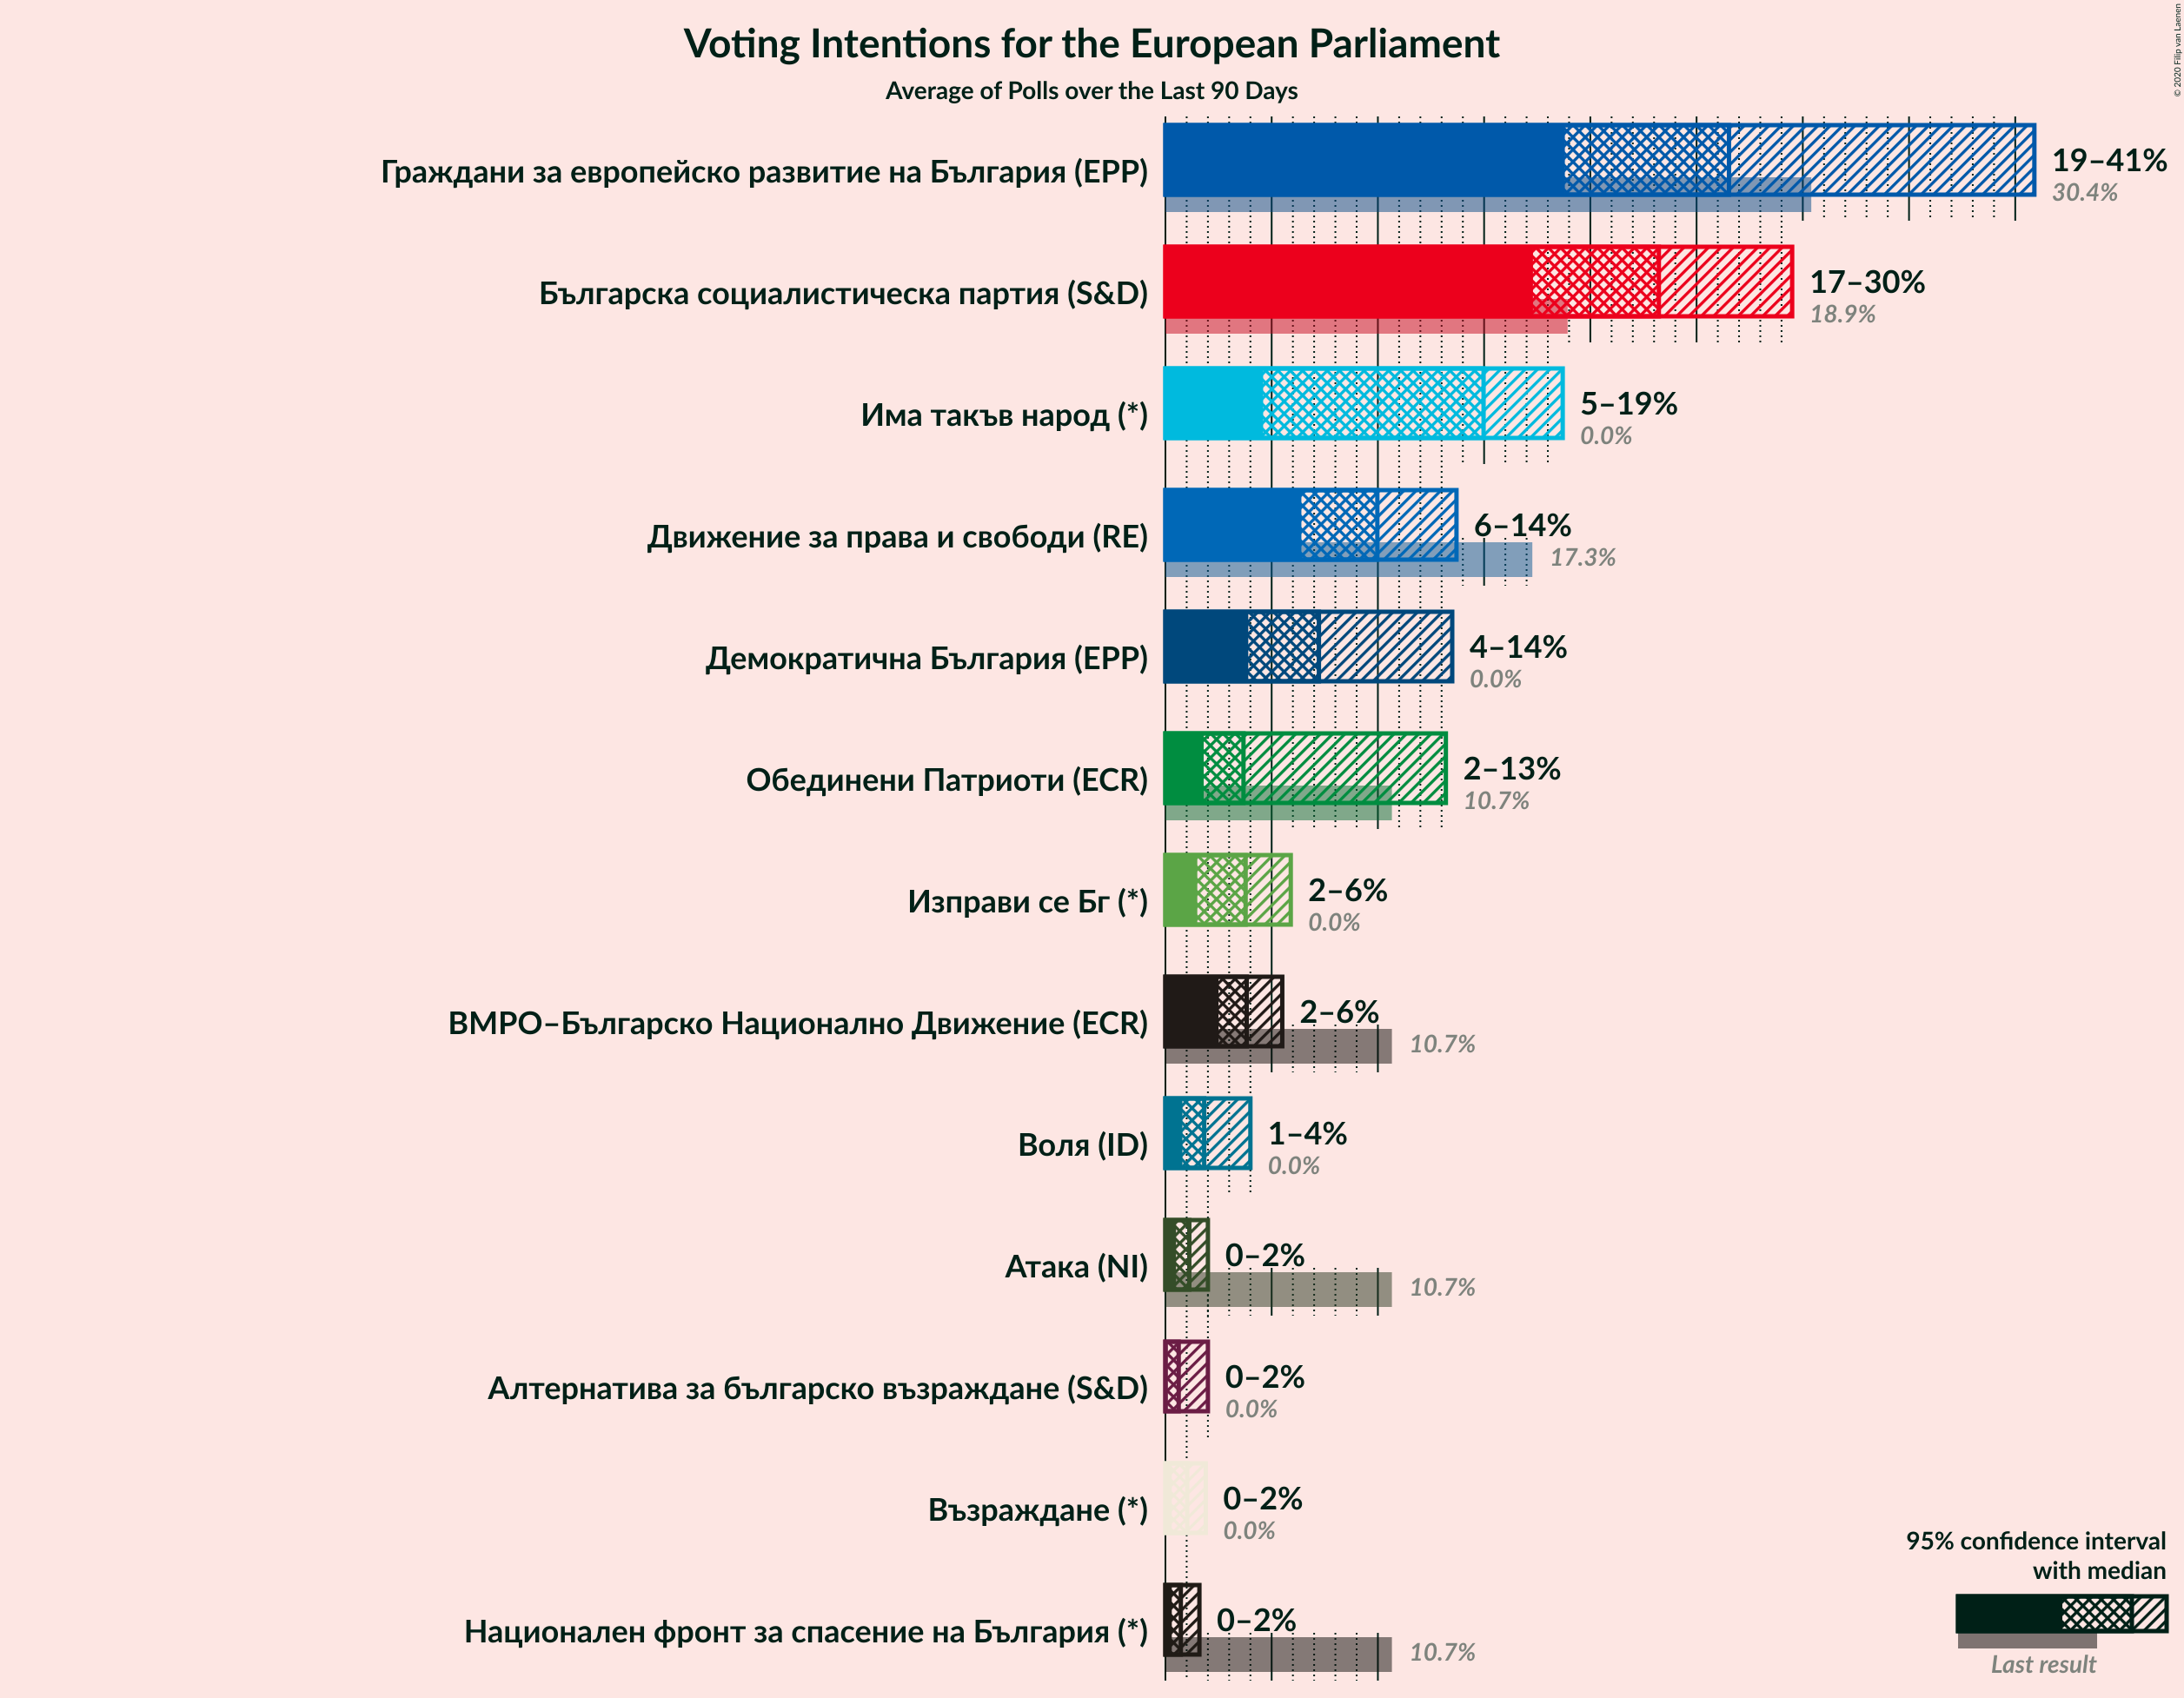 Voting Intentions for the European Parliament
Average of Polls over the Last 90 Days
© 2020 Filip van Laenen
Граждани за европейско развитие на България (EPP)
19–41%
30.4%
Българска социалистическа партия (S&D)
17–30%
18.9%
Има такъв народ (*)
5–19%
0.0%
Движение за права и свободи (RE)
6–14%
17.3%
Демократична България (EPP)
4–14%
0.0%
Обединени Патриоти (ECR)
2–13%
10.7%
Изправи се Бг (*)
2–6%
0.0%
ВМРО–Българско Национално Движение (ECR)
2–6%
10.7%
Воля (ID)
1–4%
0.0%
Атака (NI)
0–2%
10.7%
Алтернатива за българско възраждане (S&D)
0–2%
0.0%
Възраждане (*)
0–2%
0.0%
Национален фронт за спасение на България (*)
0–2%
10.7%
95% confidence interval
with median
Last result